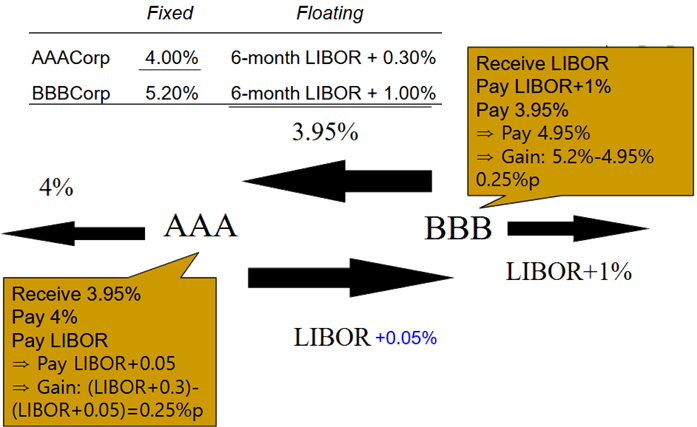 Fixed Floating
AAACorp 4.00% 6-month LIBOR + 0.30%
BBBCorp 5.20% 6-month LIBOR + 1.00%
3.95%
Receive LIBOR
Pay LIBOR+1%
Pay 3.95%
⇒ Pay 4.95%
⇒ Gain: 5.2%-4.95%
0.25%p
4%
AAA
BBB
LIBOR+1%
Receive 3.95%
Pay 4%
Pay LIBOR
⇒ Pay LIBOR+0.05
⇒ Gain: (LIBOR+0.3)-
(LIBOR+0.05)=0.25%p
LIBOR +0.05%